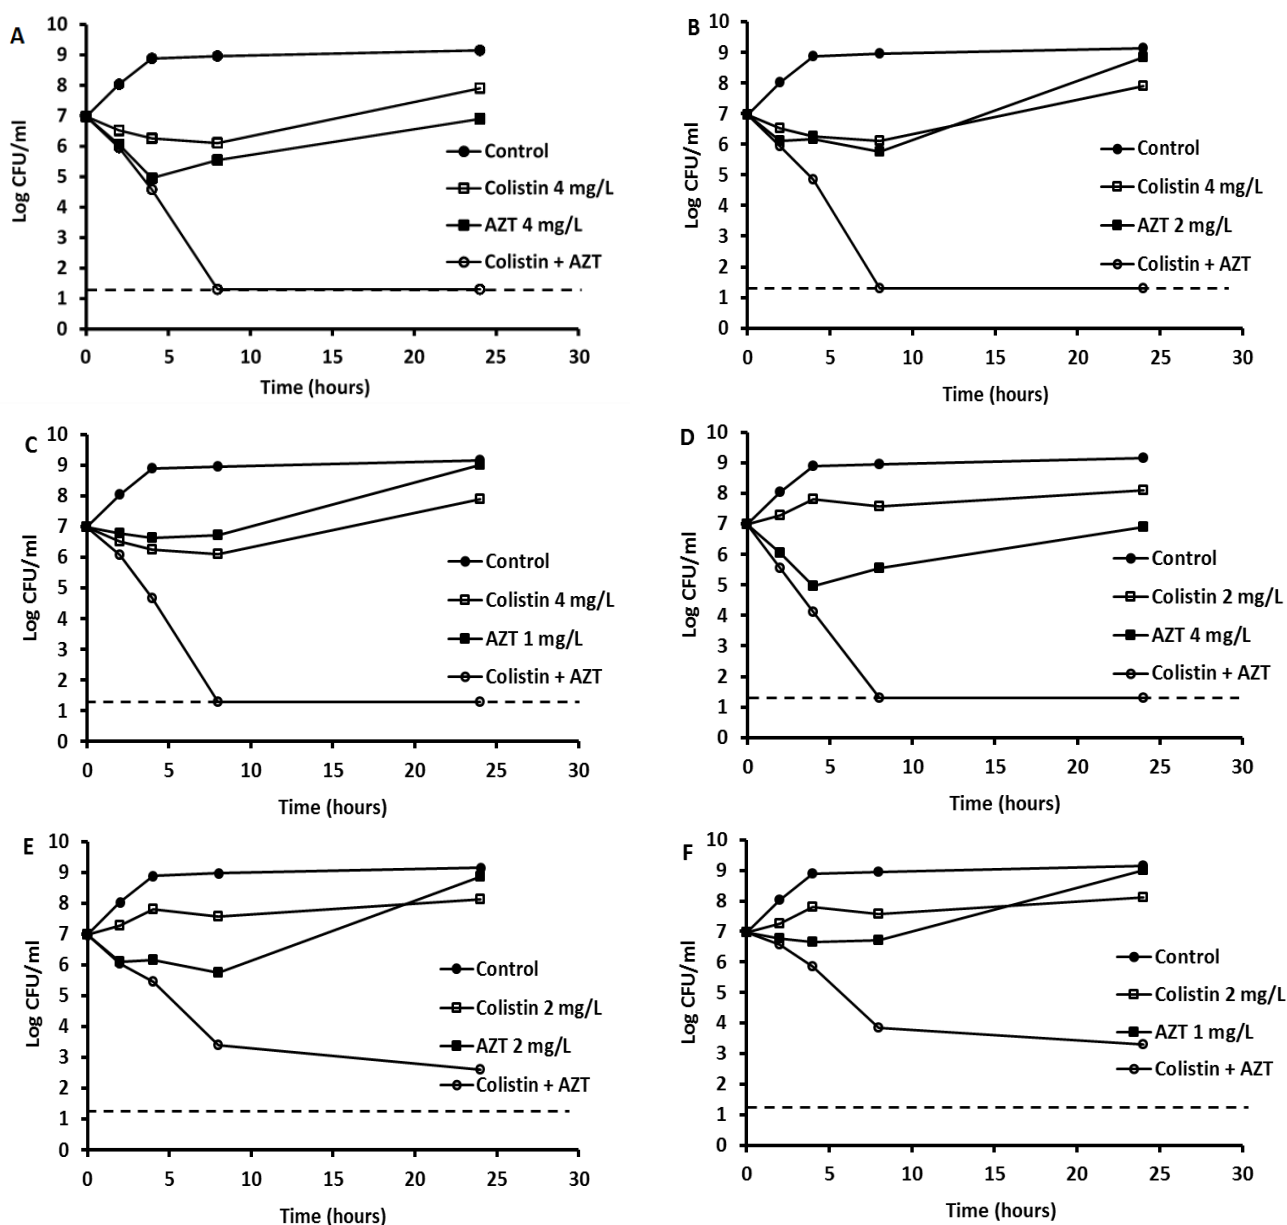 A
10
9
8
7
6
5
4
3
2
1
0
Log CFU/ml
Control
Colistin 4 mg/L
AZT 4 mg/L
Colistin + AZT
0 5 10 15 20 25 30
Time (hours)
B
10
9
8
7
6
5
4
3
2
1
0
Log CFU/ml
Control
Colistin 4 mg/L
AZT 2 mg/L
Colistin + AZT
0 5 10 15 20 25 30
Time (hours)
C
10
9
8
7
6
5
4
3
2
1
0
Log CFU/ml
Control
Colistin 4 mg/L
AZT 1 mg/L
Colistin + AZT
0 5 10 15 20 25 30
Time (hours)
D
10
9
8
7
6
5
4
3
2
1
0
Log CFU/ml
Control
Colistin 2 mg/L
AZT 4 mg/L
Colistin + AZT
0 5 10 15 20 25 30
Time (hours)
E
10
9
8
7
6
5
4
3
2
1
0
Log CFU/ml
Control
Colistin 2 mg/L
AZT 2 mg/L
Colistin + AZT
0 5 10 15 20 25 30
Time (hours)
F
10
9
8
7
6
5
4
3
2
1
0
Log CFU/ml
Control
Colistin 2 mg/L
AZT 1 mg/L
Colistin + AZT
0 5 10 15 20 25 30
Time (hours)